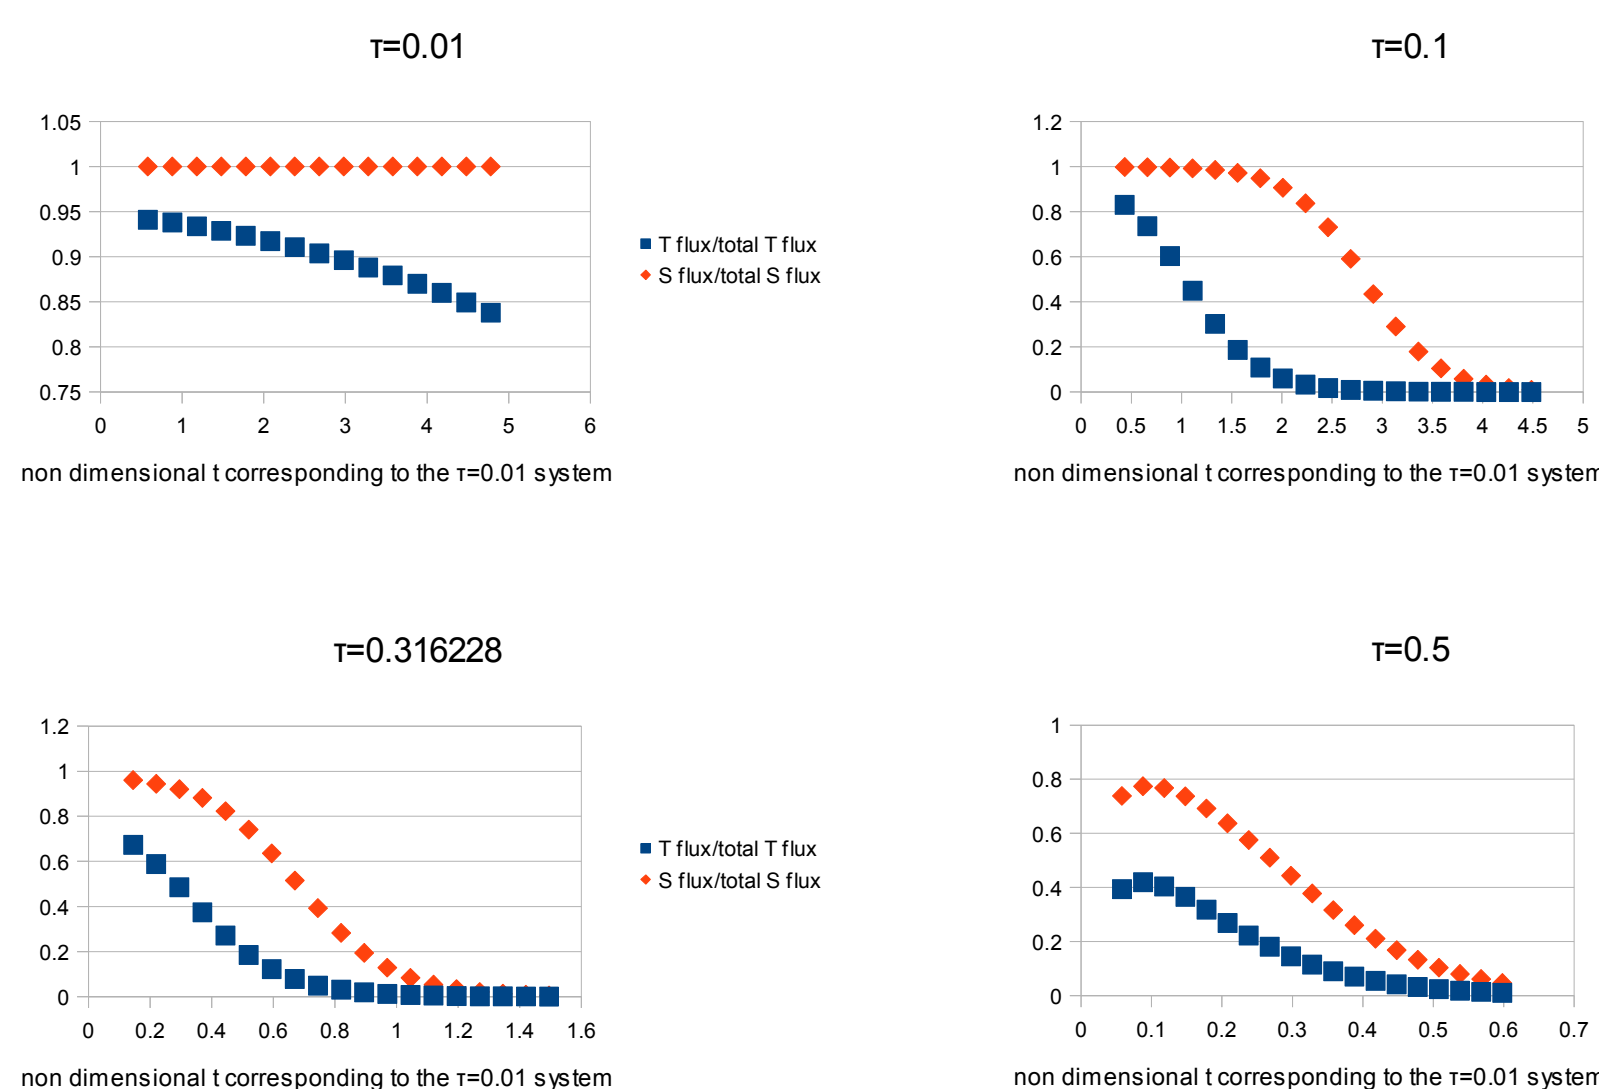 τ=0.01
1.05
1
0.95
0.9
0.85
0.8
0.75
0 1 2 3 4 5 6
non dimensional t corresponding to the τ=0.01 system
T flux/total T flux
S flux/total S flux
τ=0.1
1.2
1
0.8
0.6
0.4
0.2
0
0 0.5 1 1.5 2 2.5 3 3.5 4 4.5 5
non dimensional t corresponding to the τ=0.01 system
τ=0.316228
1.2
1
0.8
0.6
0.4
0.2
0
0 0.2 0.4 0.6 0.8 1 1.2 1.4 1.6
non dimensional t corresponding to the τ=0.01 system
T flux/total T flux
S flux/total S flux
τ=0.5
1
0.8
0.6
0.4
0.2
0
0 0.1 0.2 0.3 0.4 0.5 0.6 0.7
non dimensional t corresponding to the τ=0.01 system